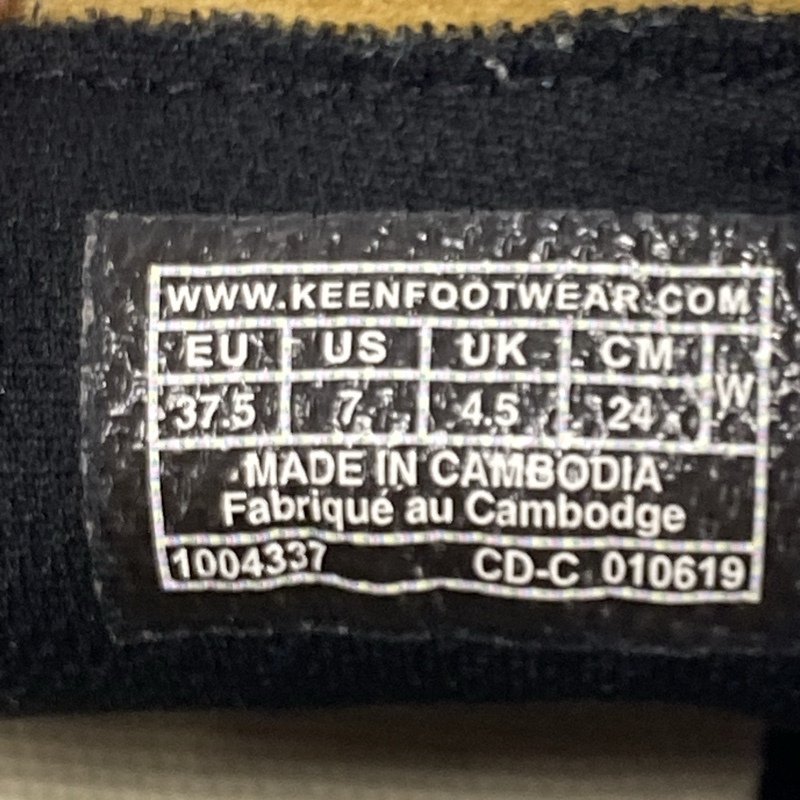 WWW.KEENFOOTWEAR.COM
EU US UK CM W
37.5 7 4.5 24
MADE IN CAMBODIA
Fabriqué au Cambodge
1004337 CD-C 010619